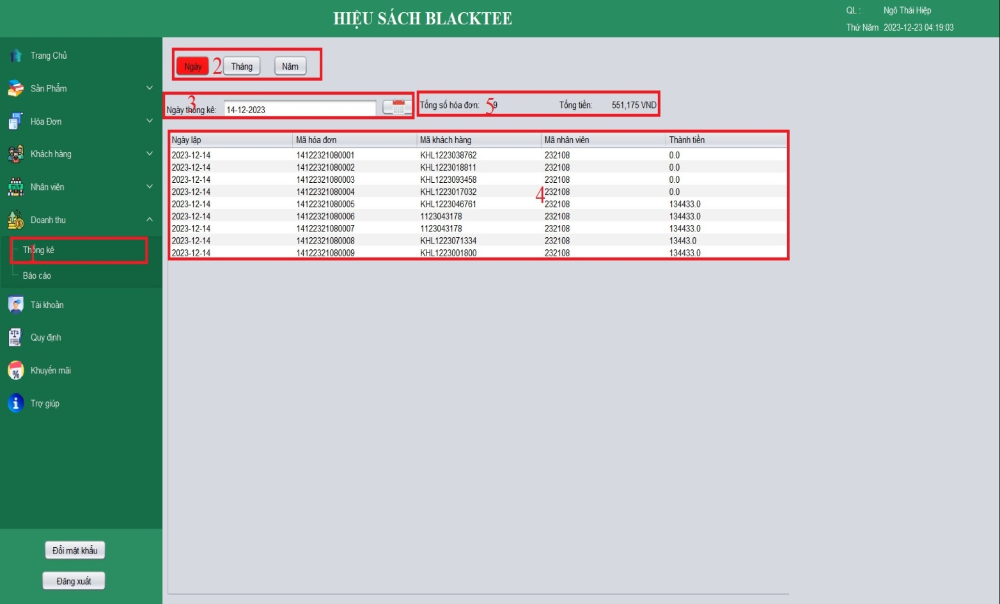 HIỆU SÁCH BLACKTEE
QL : Ngô Thái Hiệp
Thứ Năm 2023-12-23 04:19:03
Trang Chủ
Sản Phẩm
Hóa Đơn
Khách hàng
Nhân viên
Doanh thu
Thống kê
1
Báo cáo
Tài khoản
Quy định
Khuyến mãi
Trợ giúp
Đổi mật khẩu
Đăng xuất
Ngày 2 Tháng Năm
3
Ngày thống kê: 14-12-2023
Tổng số hóa đơn: 5 9 Tổng tiền: 551,175 VND
Ngày lập Mã hóa đơn Mã khách hàng Mã nhân viên Thành tiền
2023-12-14 14122321080001 KHL1223038762 232108 0.0
2023-12-14 14122321080002 KHL1223018811 232108 0.0
2023-12-14 14122321080003 KHL1223093458 232108 0.0
2023-12-14 14122321080004 KHL1223017032 4 232108 0.0
2023-12-14 14122321080005 KHL1223046761 232108 134433.0
2023-12-14 14122321080006 1123043178 232108 134433.0
2023-12-14 14122321080007 1123043178 232108 134433.0
2023-12-14 14122321080008 KHL1223071334 232108 13443.0
2023-12-14 14122321080009 KHL1223001800 232108 134433.0